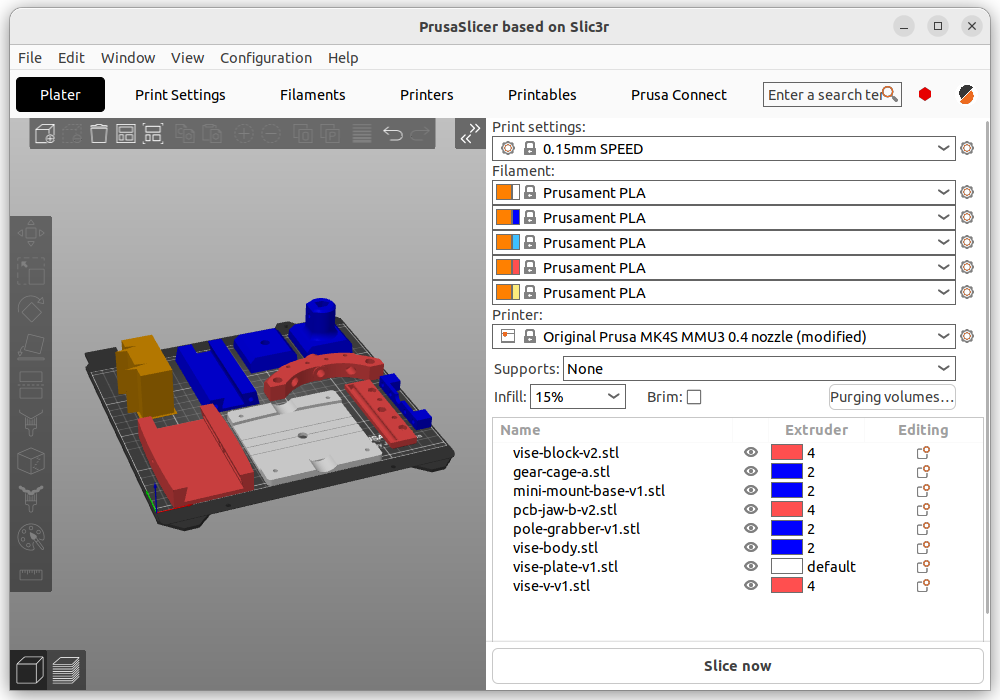 PrusaSlicer based on Slic3r
File Edit Window View Configuration Help
Plater Print Settings Filaments Printers Printables Prusa Connect Enter a search ter
Print settings:
0.15mm SPEED
Filament:
Prusament PLA
Prusament PLA
Prusament PLA
Prusament PLA
Prusament PLA
Printer:
Original Prusa MK4S MMU3 0.4 nozzle (modified)
Supports: None
Infill: 15% Brim: Purging volumes...
Name Extruder Editing
vise-block-v2.stl 4
gear-cage-a.stl 2
mini-mount-base-v1.stl 2
pcb-jaw-b-v2.stl 4
pole-grabber-v1.stl 2
vise-body.stl 2
vise-plate-v1.stl default
vise-v-v1.stl 4
Slice now